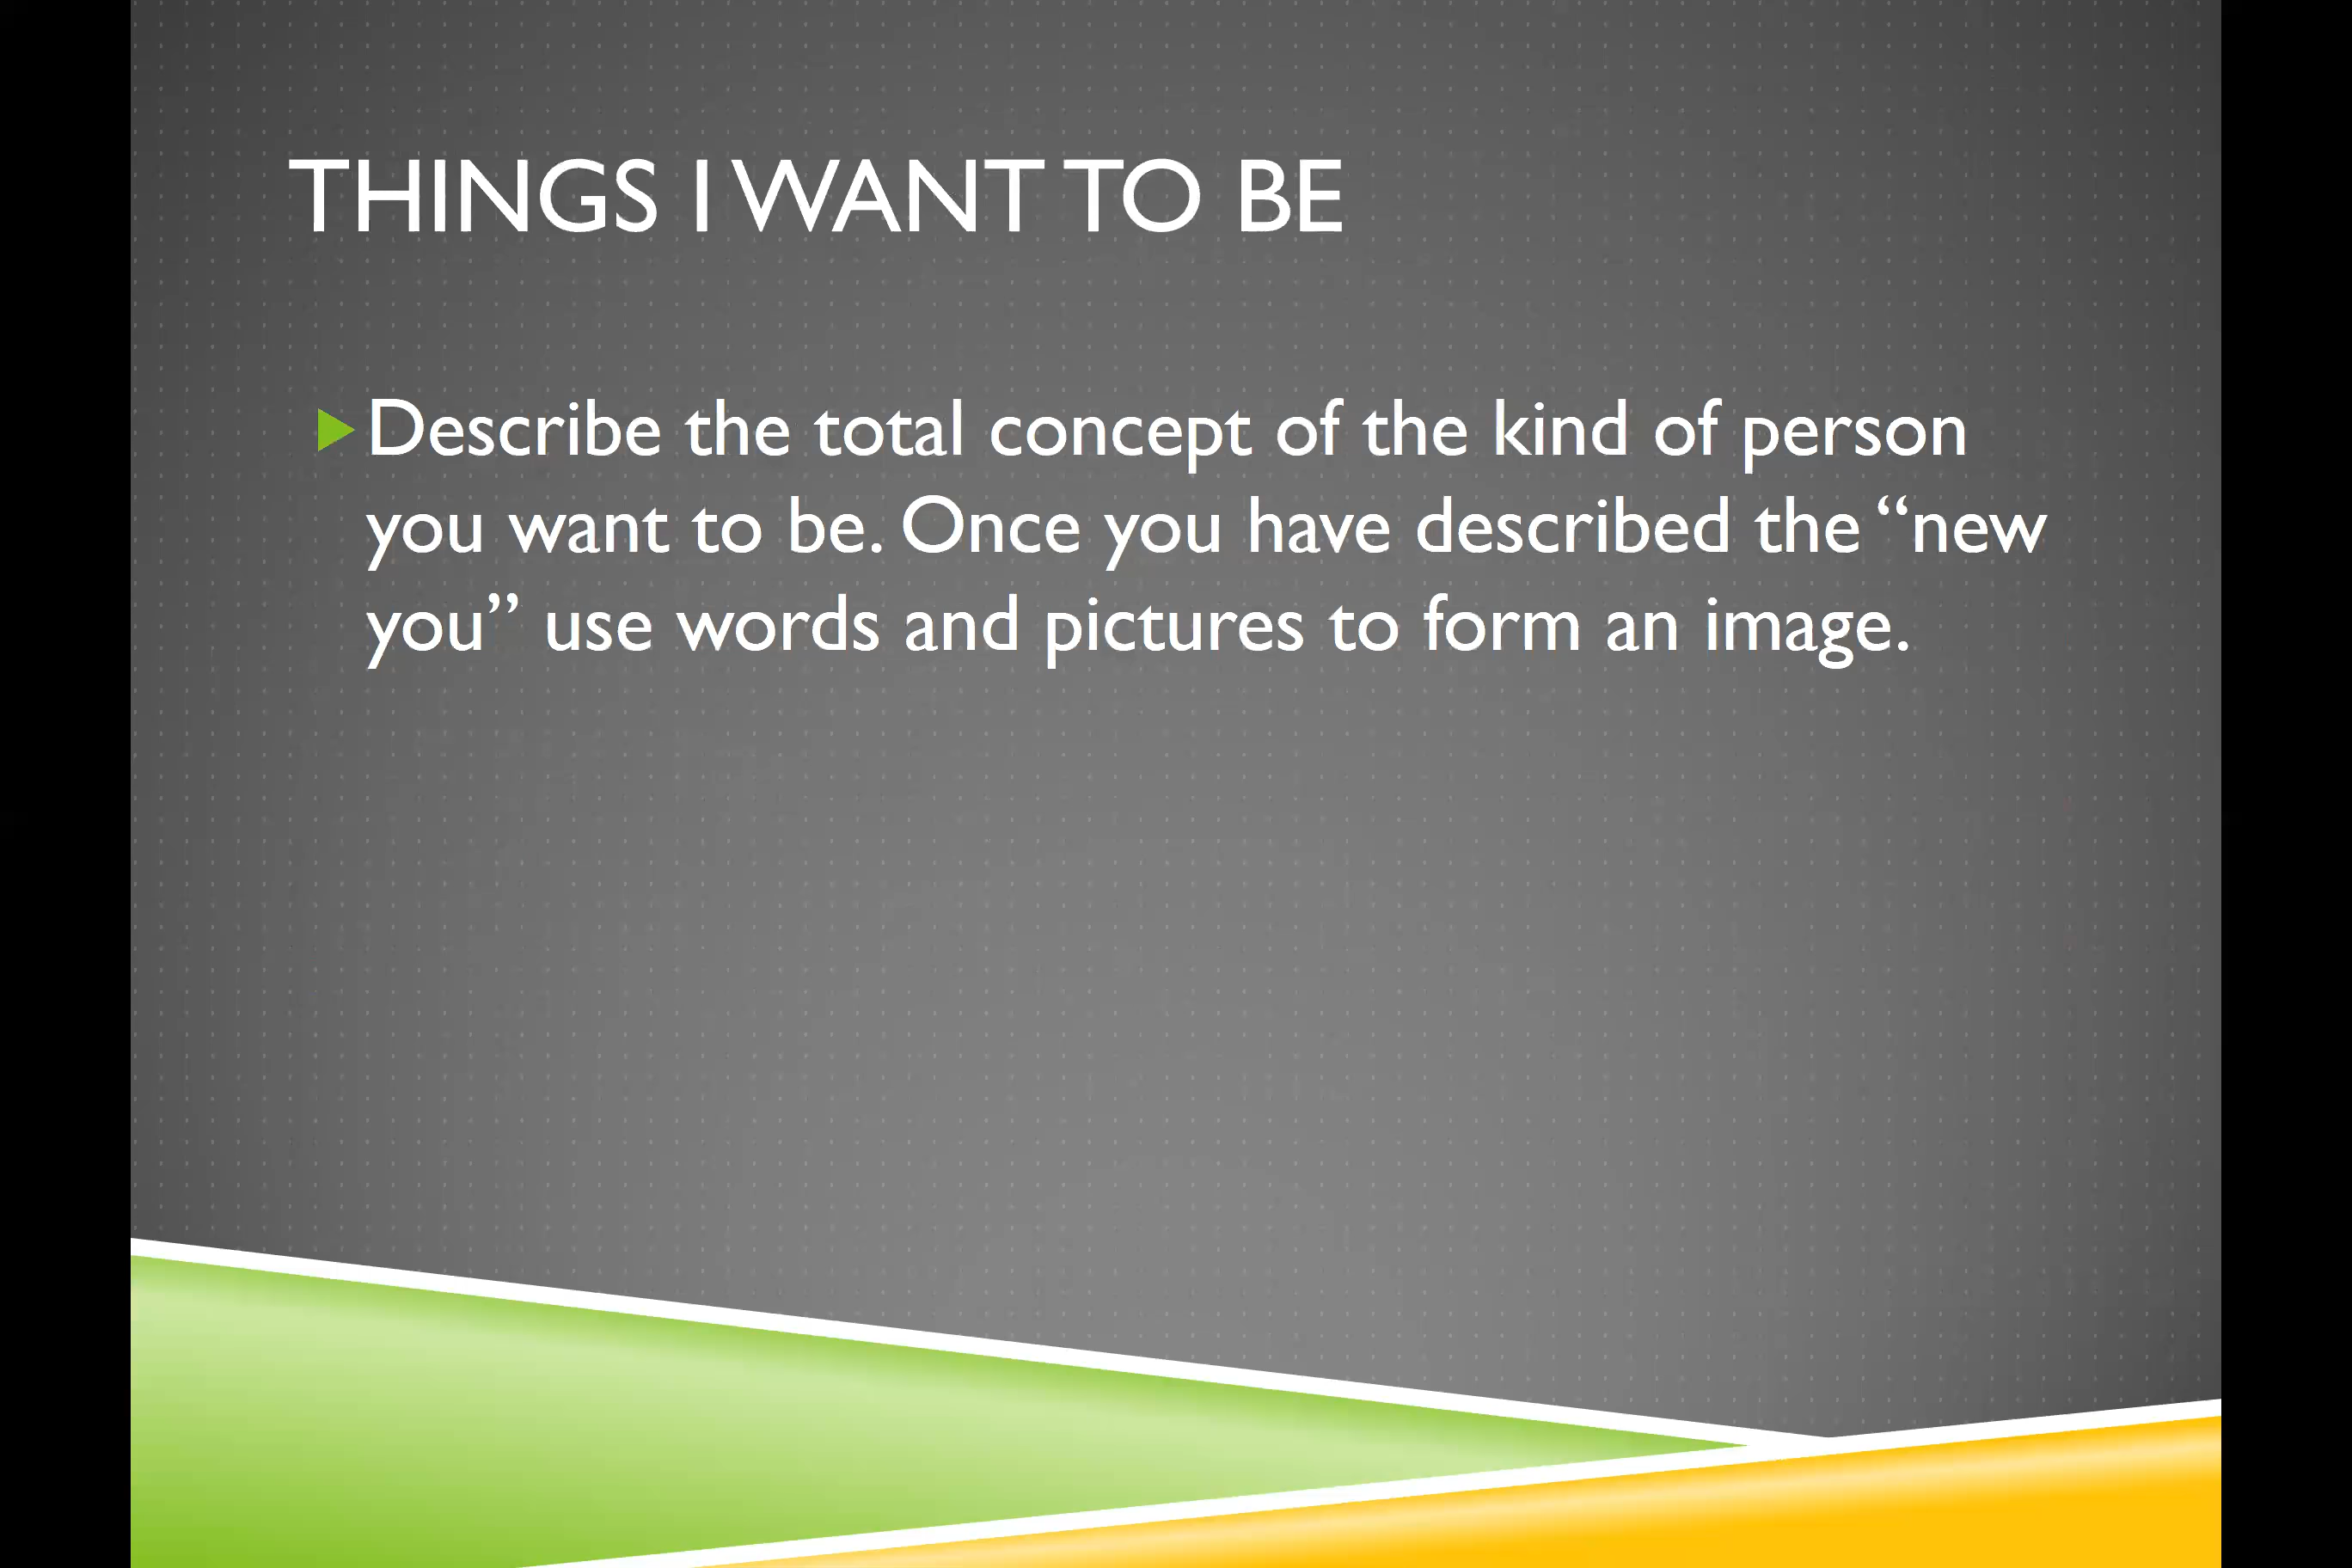 THINGS I WANT TO BE
Describe the total concept of the kind of person
you want to be. Once you have described the “new
you” use words and pictures to form an image.